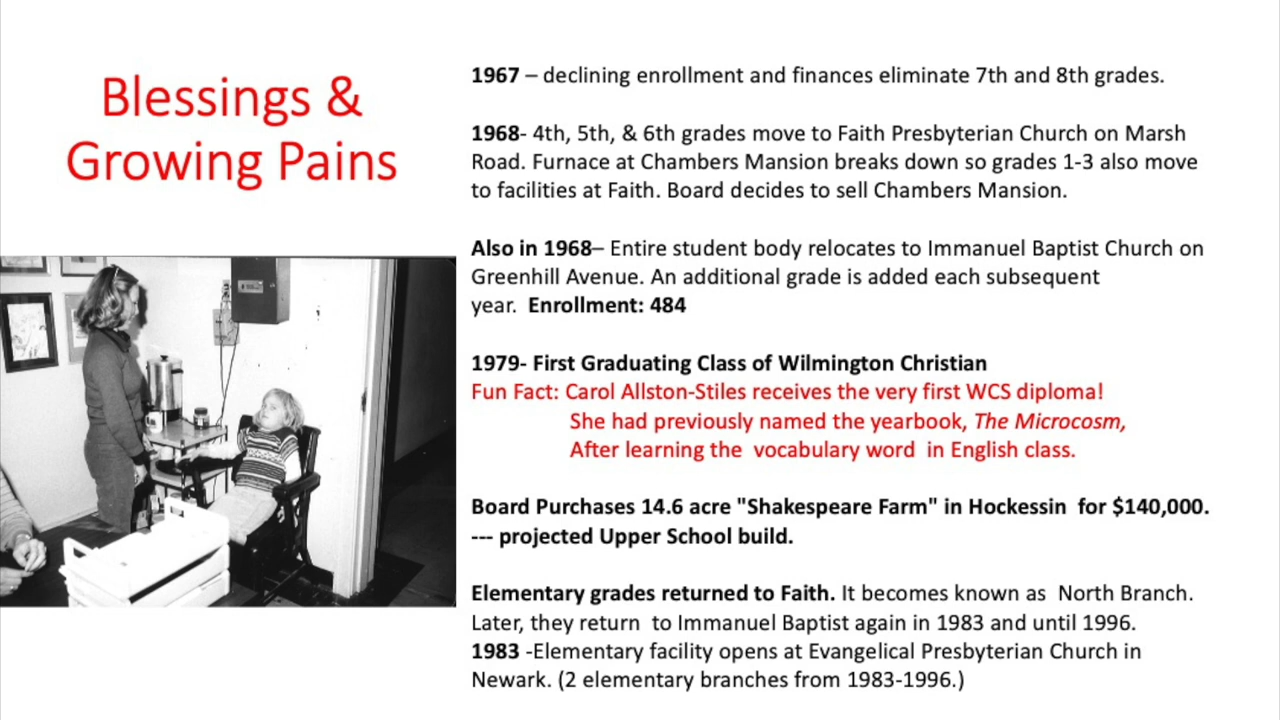 Blessings &
Growing Pains
1967 – declining enrollment and finances eliminate 7th and 8th grades.
1968- 4th, 5th, & 6th grades move to Faith Presbyterian Church on Marsh
Road. Furnace at Chambers Mansion breaks down so grades 1-3 also move
to facilities at Faith. Board decides to sell Chambers Mansion.
Also in 1968– Entire student body relocates to Immanuel Baptist Church on
Greenhill Avenue. An additional grade is added each subsequent
year.  Enrollment: 484
1979- First Graduating Class of Wilmington Christian
Fun Fact: Carol Allston-Stiles receives the very first WCS diploma!
She had previously named the yearbook, The Microcosm,
After learning the  vocabulary word  in English class.
Board Purchases 14.6 acre "Shakespeare Farm" in Hockessin  for $140,000.
--- projected Upper School build.
Elementary grades returned to Faith. It becomes known as  North Branch.
Later, they return  to Immanuel Baptist again in 1983 and until 1996.
1983 -Elementary facility opens at Evangelical Presbyterian Church in
Newark. (2 elementary branches from 1983-1996.)